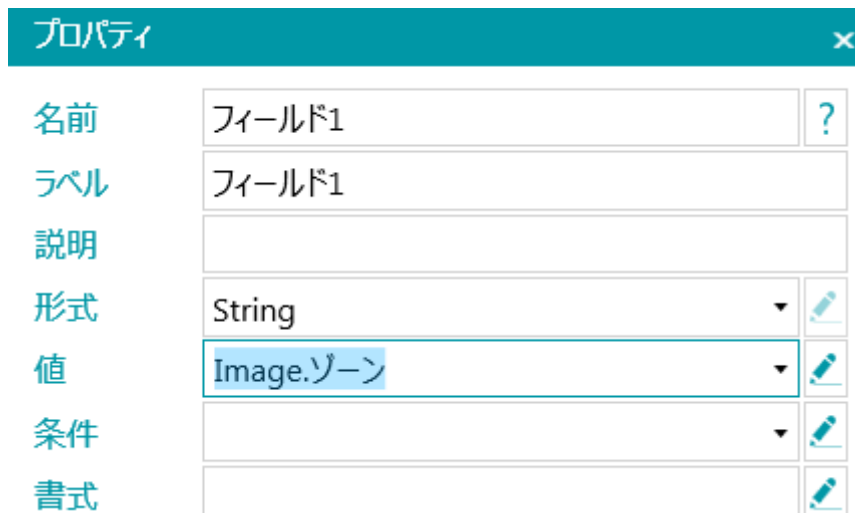 プロパティ ×
名前 フィールド1 ?
ラベル フィールド1
説明
形式 String
値 Image.ゾーン
条件
書式